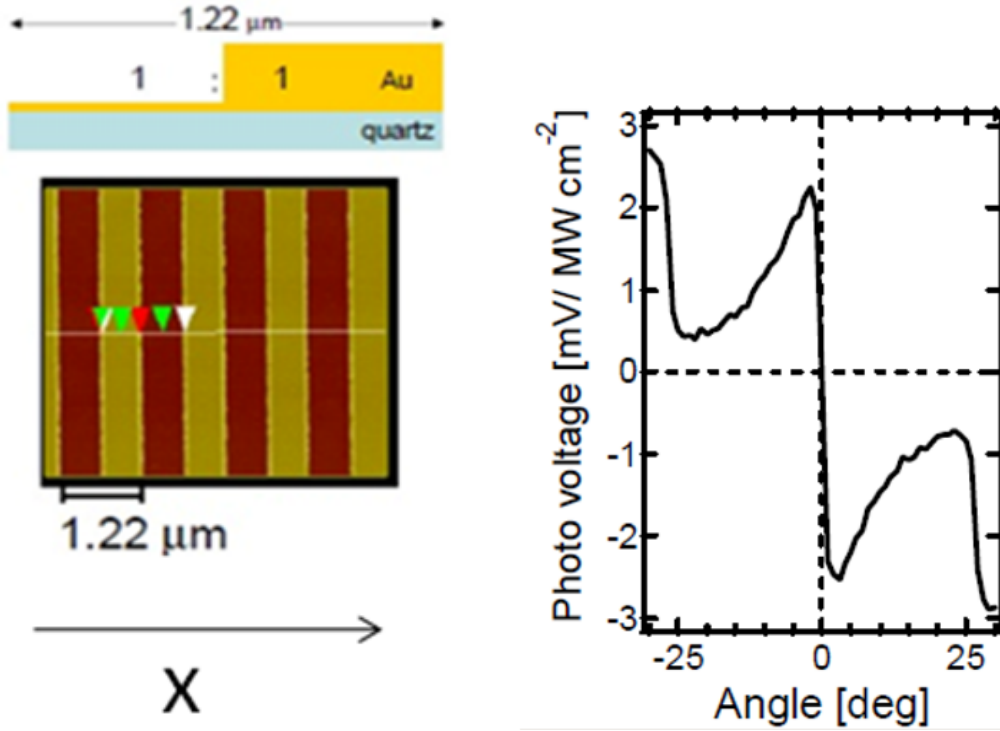 1.22 μm
1 : 1 Au
quartz
1.22 μm
X
Photo voltage [mV/ MW cm⁻²]
3
2
1
0
-1
-2
-3
-25 0 25
Angle [deg]